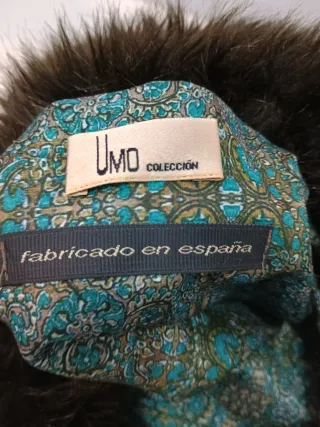 UMO COLECCIÓN
fabricado en españa